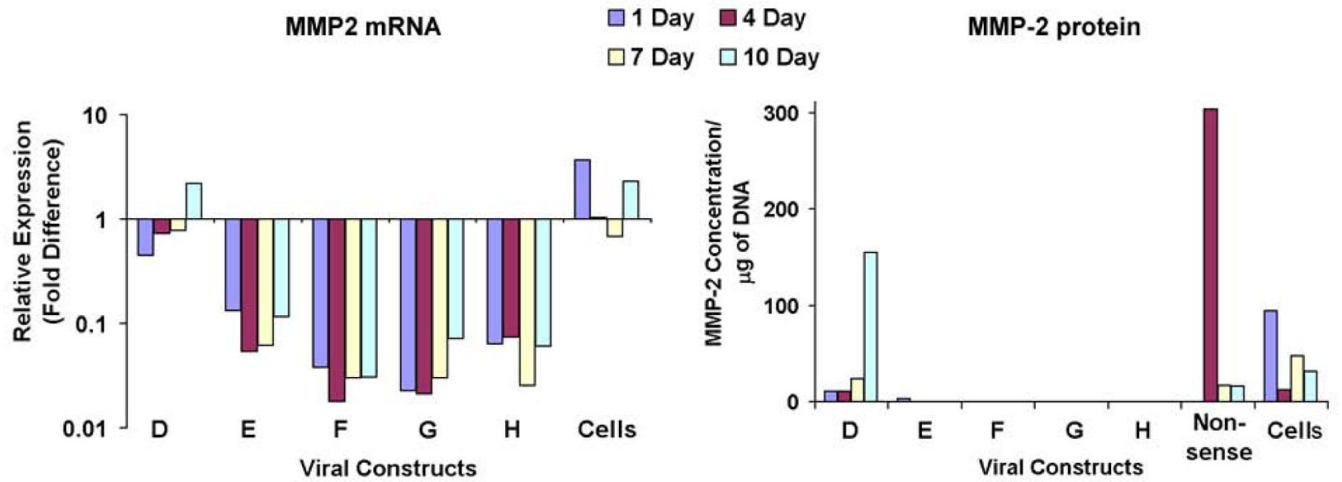 MMP2 mRNA
1 Day
4 Day
7 Day
10 Day
MMP-2 protein
Relative Expression
(Fold Difference)
10
1
0.1
0.01
D
E
F
G
H
Cells
Viral Constructs
MMP-2 Concentration/
µg of DNA
300
200
100
0
D
E
F
G
H
Non-
sense
Cells
Viral Constructs